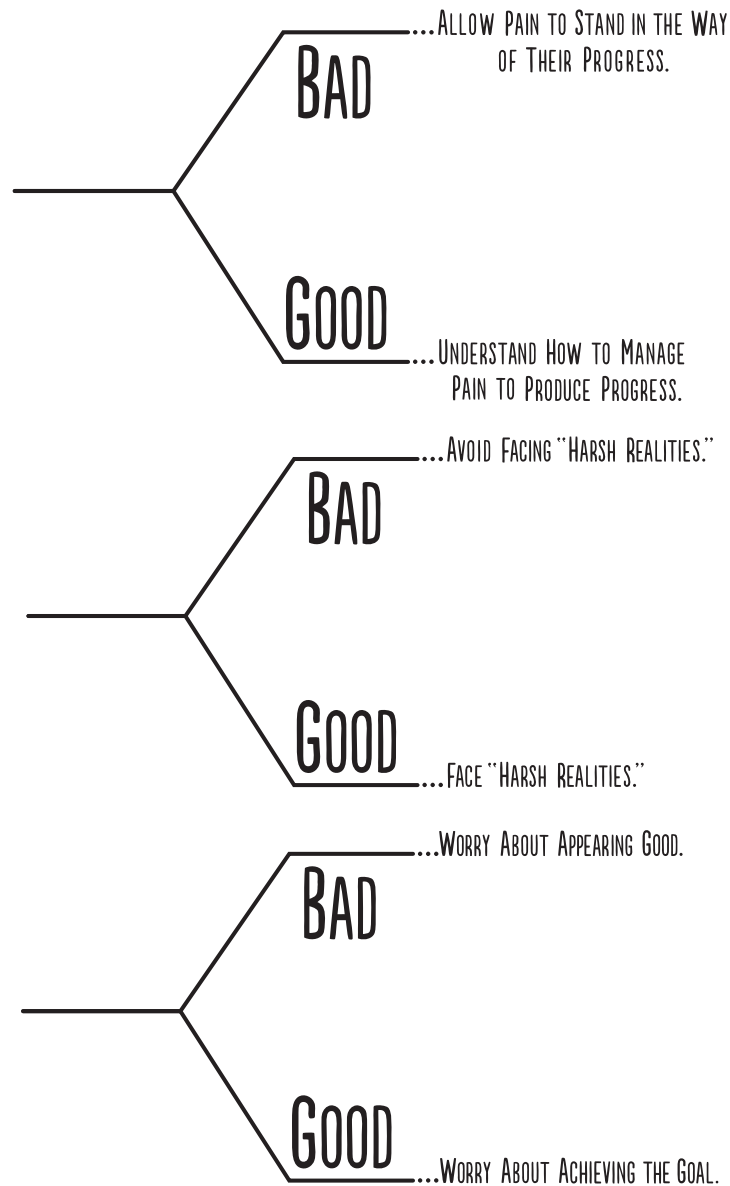 ...Allow Pain to Stand in the Way
of Their Progress.
Bad
Good
...Understand How to Manage
Pain to Produce Progress.
...Avoid Facing "Harsh Realities."
Bad
Good
...Face "Harsh Realities."
...Worry About Appearing Good.
Bad
Good
...Worry About Achieving the Goal.